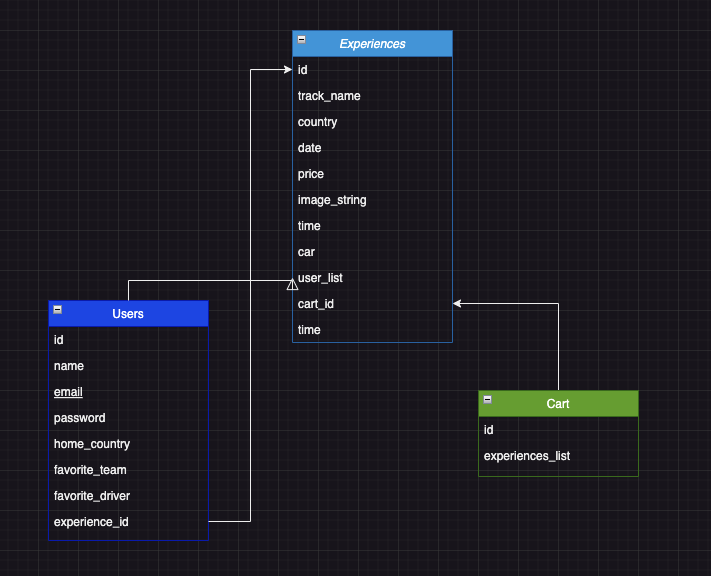 Experiences
id
track_name
country
date
price
image_string
time
car
user_list
cart_id
time
Users
id
name
email
password
home_country
favorite_team
favorite_driver
experience_id
Cart
id
experiences_list